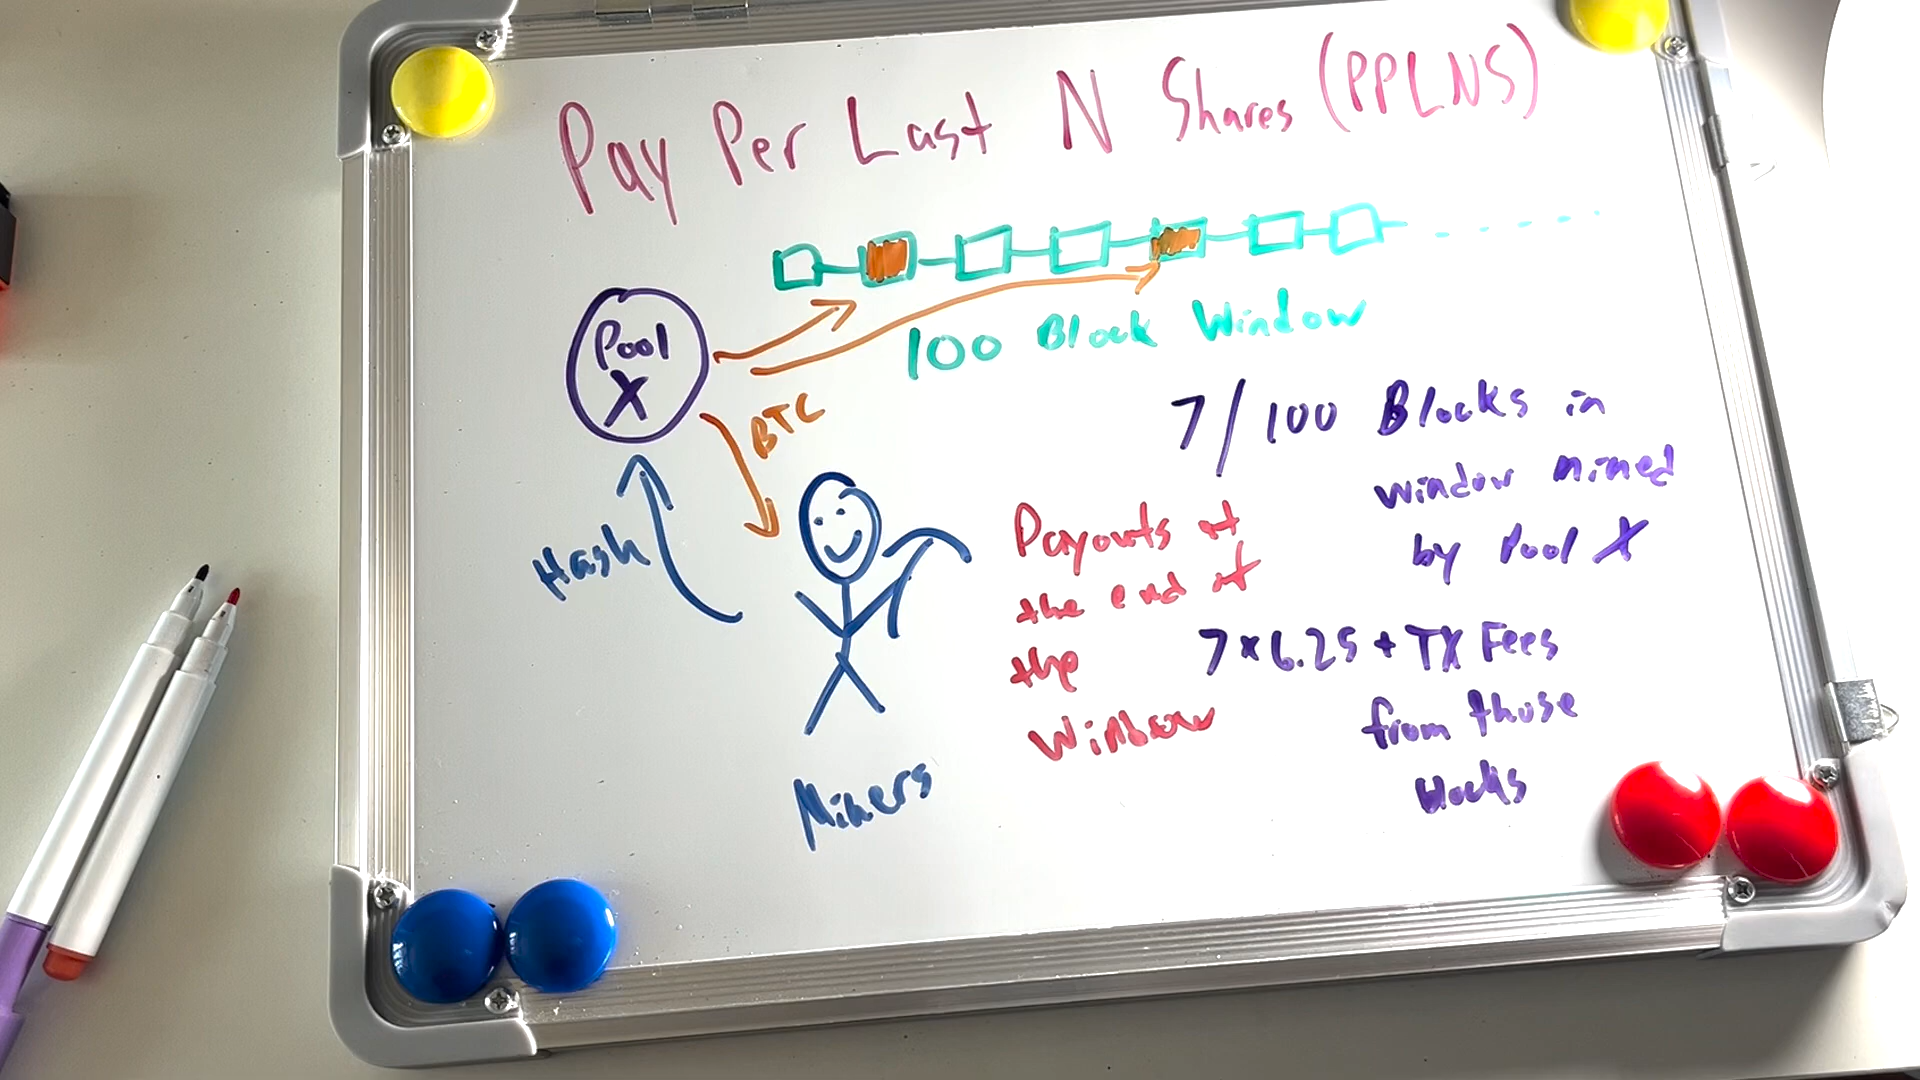 Pay Per Last N Shares (PPLNS)
100 Block Window
Pool
X
BTC
Hash
Miners
Payouts at
the end of
the
Window
7/100 Blocks in
window mined
by Pool X
7 x 6.25 + TX Fees
from those
blocks